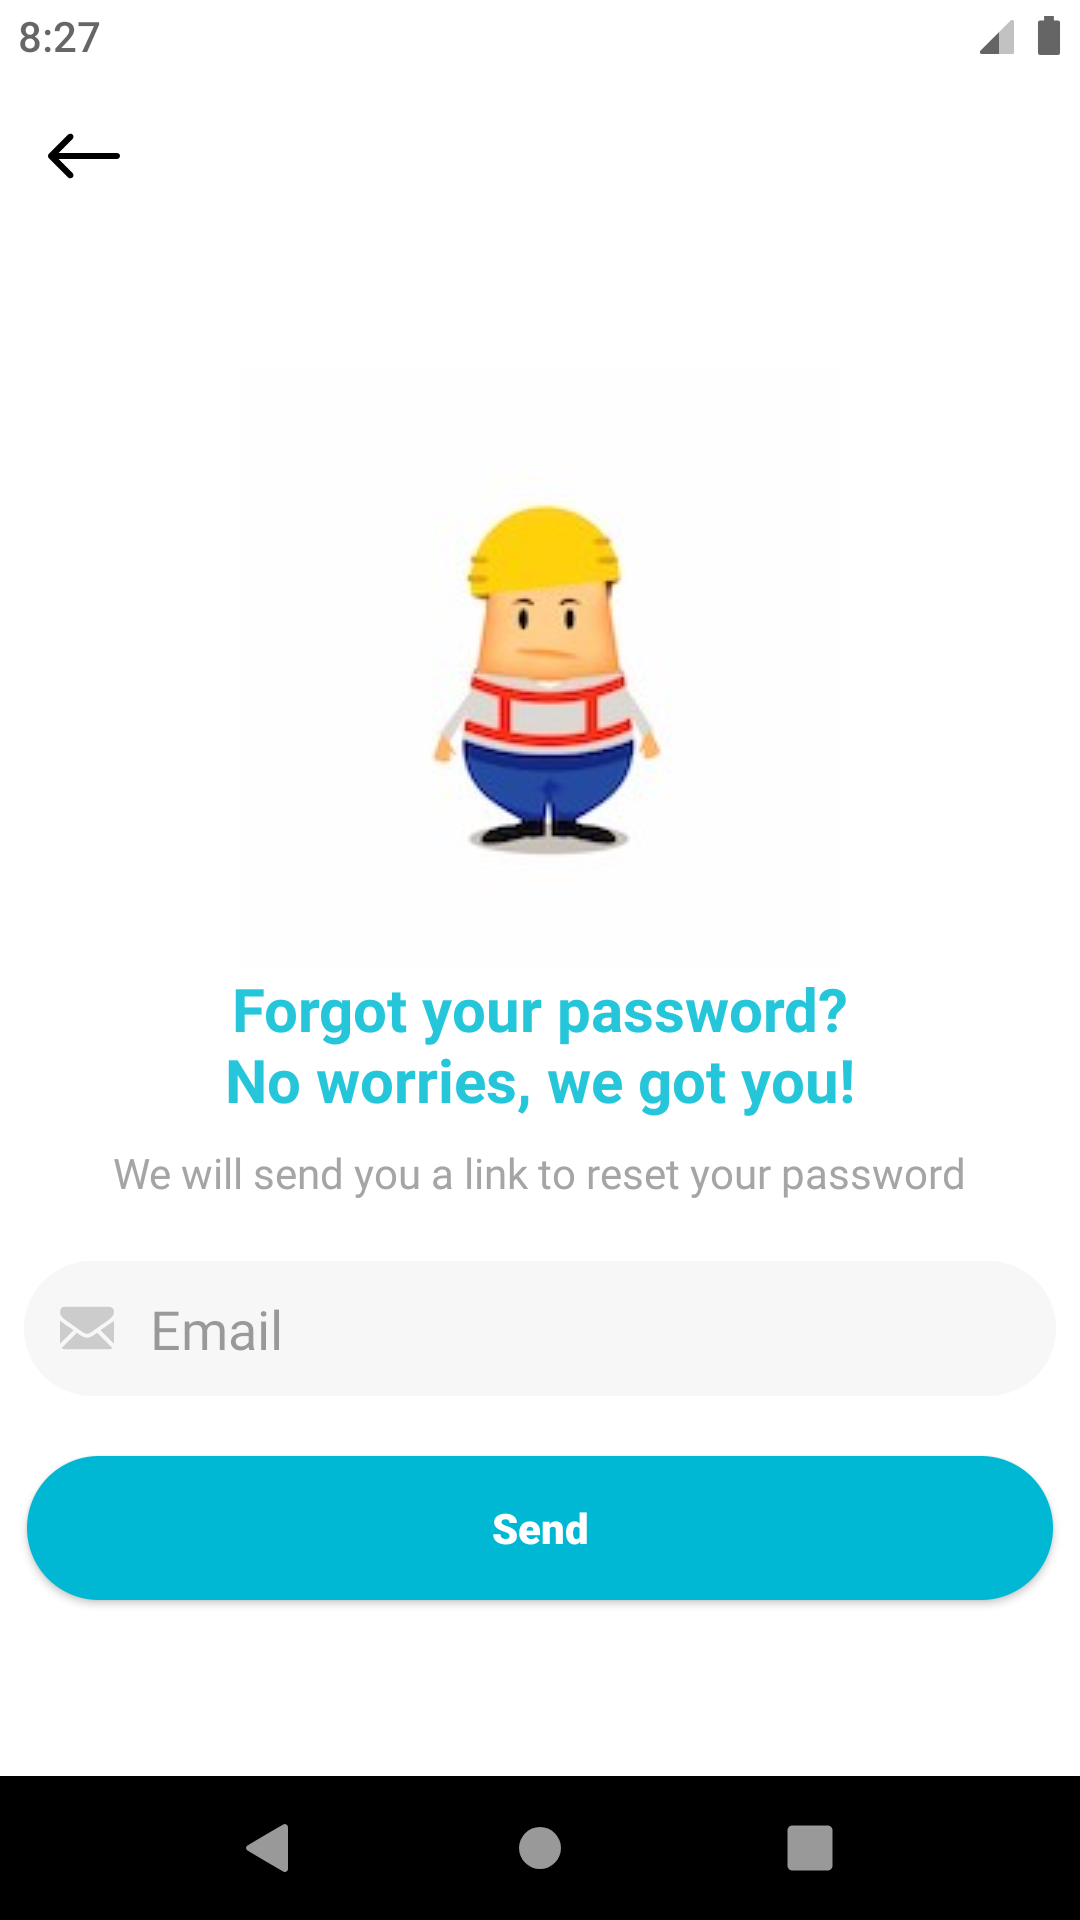 8:27
Forgot your password?
No worries, we got you!
We will send you a link to reset your password
Email
Send